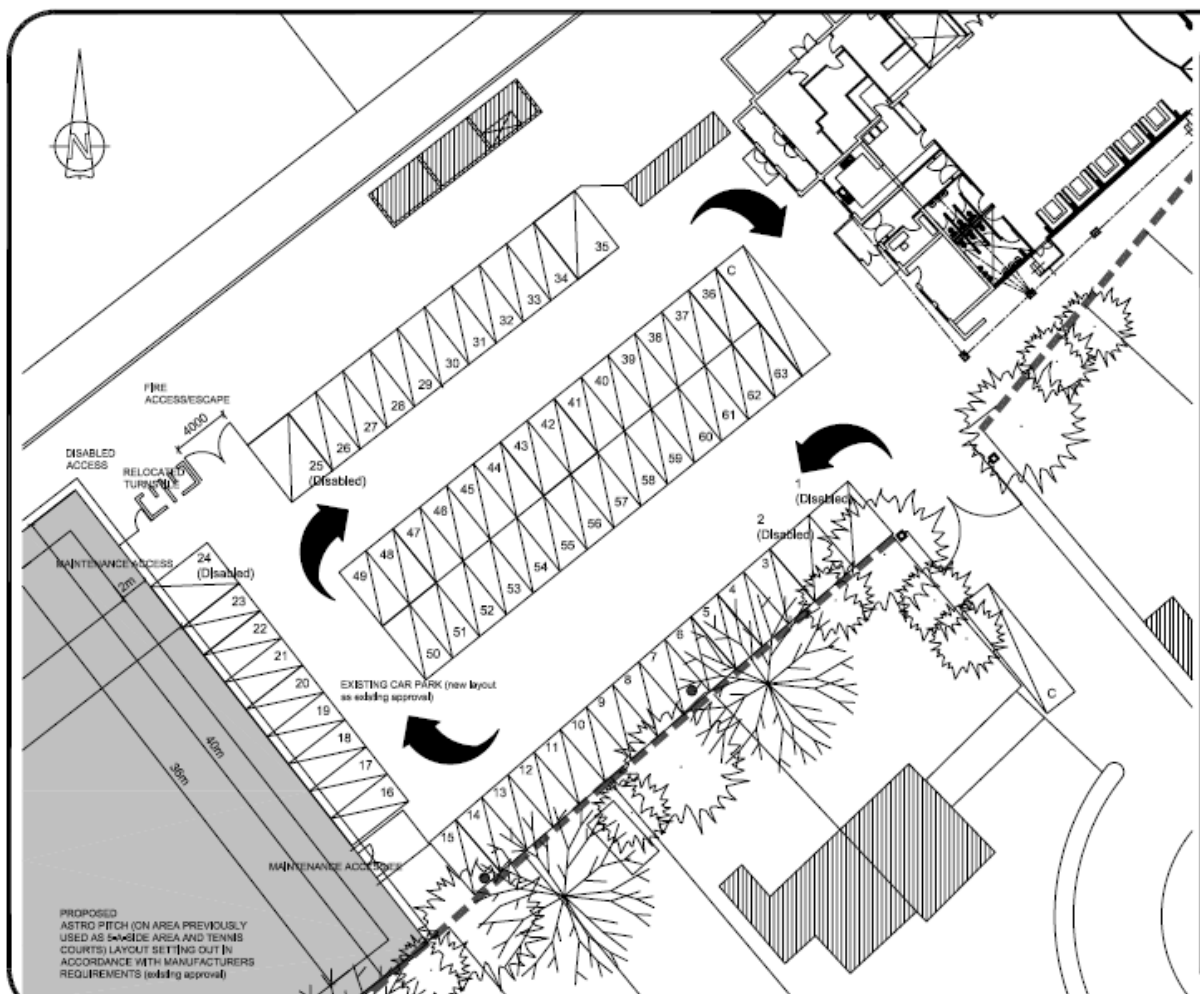 N
35
34
33
32
31
30
29
28
27
26
25
(Disabled)
FIRE
ACCESS/ESCAPE
4000
DISABLED
ACCESS
RELOCATED
TURNSTILE
C
36
37
38
39
40
41
42
43
44
45
46
47
48
49
63
62
61
60
59
58
57
56
55
54
53
52
51
50
1
(Disabled)
2
(Disabled)
3
4
5
6
7
8
9
10
11
12
13
14
15
MAINTENANCE ACCESS
2m
24
(Disabled)
23
22
21
20
19
18
17
16
EXISTING CAR PARK (new layout
as existing approval)
40m
36m
C
MAINTENANCE ACCESS
PROPOSED
ASTRO PITCH (ON AREA PREVIOUSLY
USED AS 5-A-SIDE AREA AND TENNIS
COURTS) LAYOUT SETTING OUT IN
ACCORDANCE WITH MANUFACTURERS
REQUIREMENTS (existing approval)